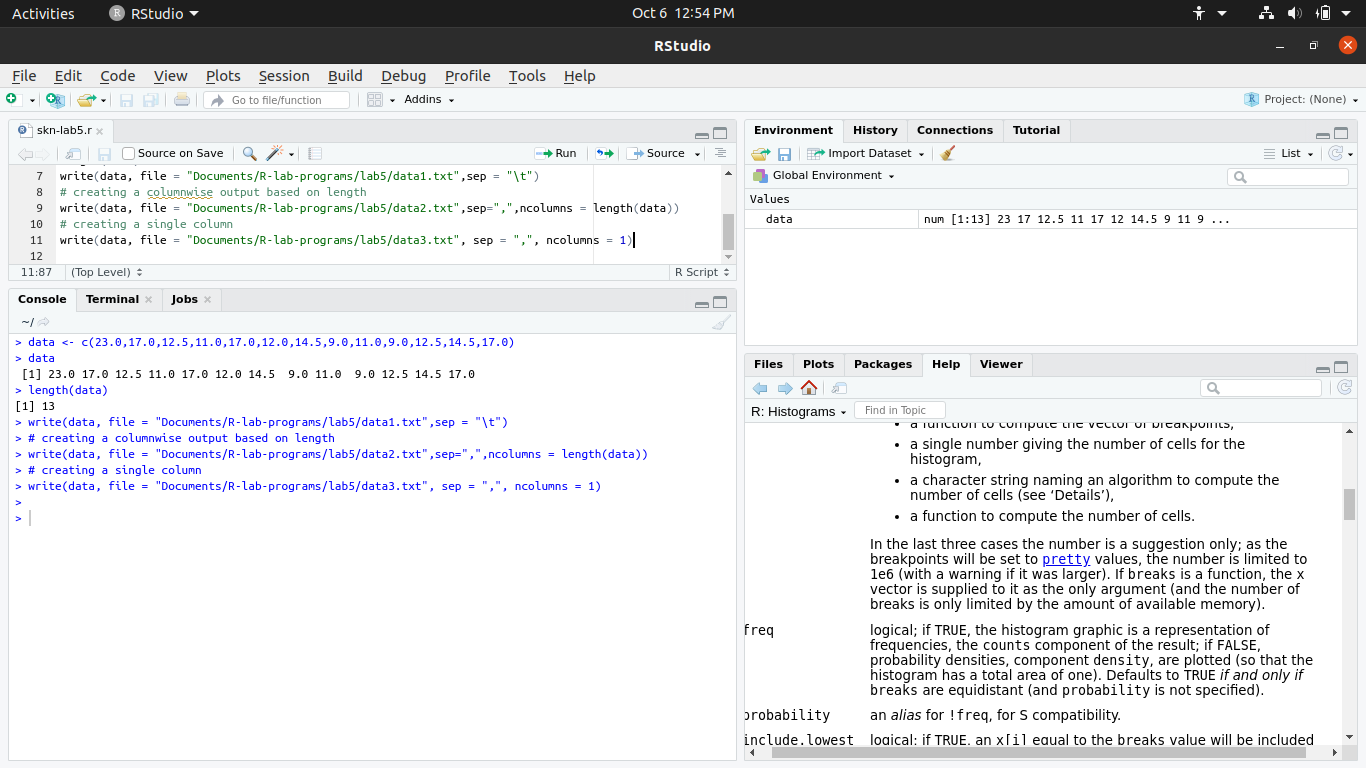 Activities RStudio Oct 6 12:54 PM
RStudio
File Edit Code View Plots Session Build Debug Profile Tools Help
Go to file/function Addins Project: (None)
skn-lab5.r
Source on Save Run Source
7 write(data, file = "Documents/R-lab-programs/lab5/data1.txt",sep = "\t")
8 # creating a columnwise output based on length
9 write(data, file = "Documents/R-lab-programs/lab5/data2.txt",sep=",",ncolumns = length(data))
10 # creating a single column
11 write(data, file = "Documents/R-lab-programs/lab5/data3.txt", sep = ",", ncolumns = 1)
12
11:87 (Top Level) R Script
Console Terminal Jobs
~/
> data <- c(23.0,17.0,12.5,11.0,17.0,12.0,14.5,9.0,11.0,9.0,12.5,14.5,17.0)
> data
[1] 23.0 17.0 12.5 11.0 17.0 12.0 14.5 9.0 11.0 9.0 12.5 14.5 17.0
> length(data)
[1] 13
> write(data, file = "Documents/R-lab-programs/lab5/data1.txt",sep = "\t")
> # creating a columnwise output based on length
> write(data, file = "Documents/R-lab-programs/lab5/data2.txt",sep=",",ncolumns = length(data))
> # creating a single column
> write(data, file = "Documents/R-lab-programs/lab5/data3.txt", sep = ",", ncolumns = 1)
>
>
Environment History Connections Tutorial
Import Dataset List
Global Environment
Values
data num [1:13] 23 17 12.5 11 17 12 14.5 9 11 9 ...
Files Plots Packages Help Viewer
R: Histograms Find in Topic
• a function to compute the vector of breakpoints,
• a single number giving the number of cells for the
histogram,
• a character string naming an algorithm to compute the
number of cells (see ‘Details’),
• a function to compute the number of cells.
In the last three cases the number is a suggestion only; as the
breakpoints will be set to pretty values, the number is limited to
1e6 (with a warning if it was larger). If breaks is a function, the x
vector is supplied to it as the only argument (and the number of
breaks is only limited by the amount of available memory).
freq logical; if TRUE, the histogram graphic is a representation of
frequencies, the counts component of the result; if FALSE,
probability densities, component density, are plotted (so that the
histogram has a total area of one). Defaults to TRUE if and only if
breaks are equidistant (and probability is not specified).
probability an alias for !freq, for S compatibility.
include.lowest logical; if TRUE, an x[i] equal to the breaks value will be included